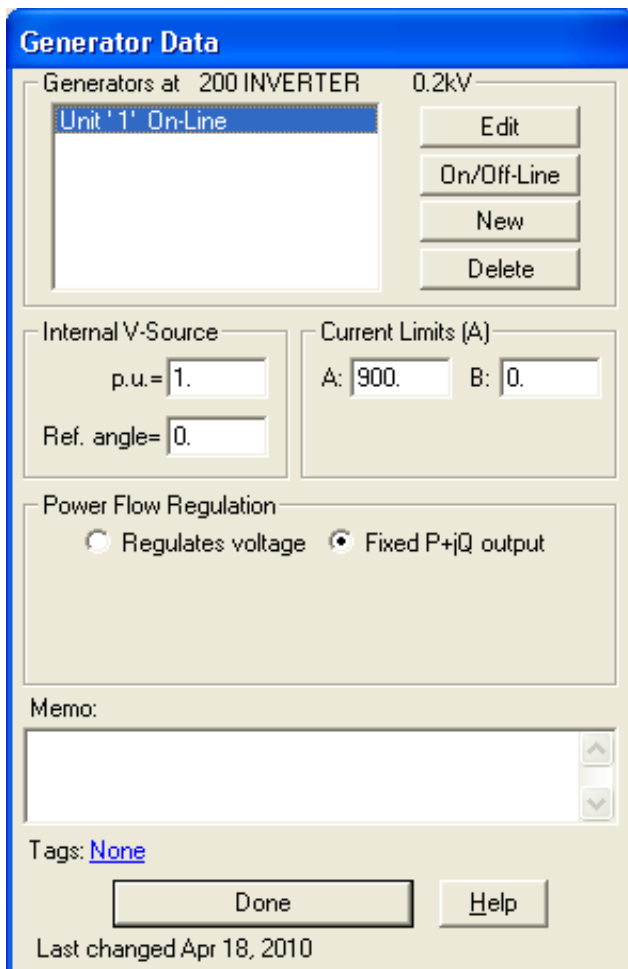 Generator Data
Generators at 200 INVERTER 0.2kV
Unit '1' On-Line
Edit
On/Off-Line
New
Delete
Internal V-Source
p.u.= 1.
Ref. angle= 0.
Current Limits (A)
A: 900. B: 0.
Power Flow Regulation
Regulates voltage Fixed P+jQ output
Memo:
Tags: None
Done Help
Last changed Apr 18, 2010